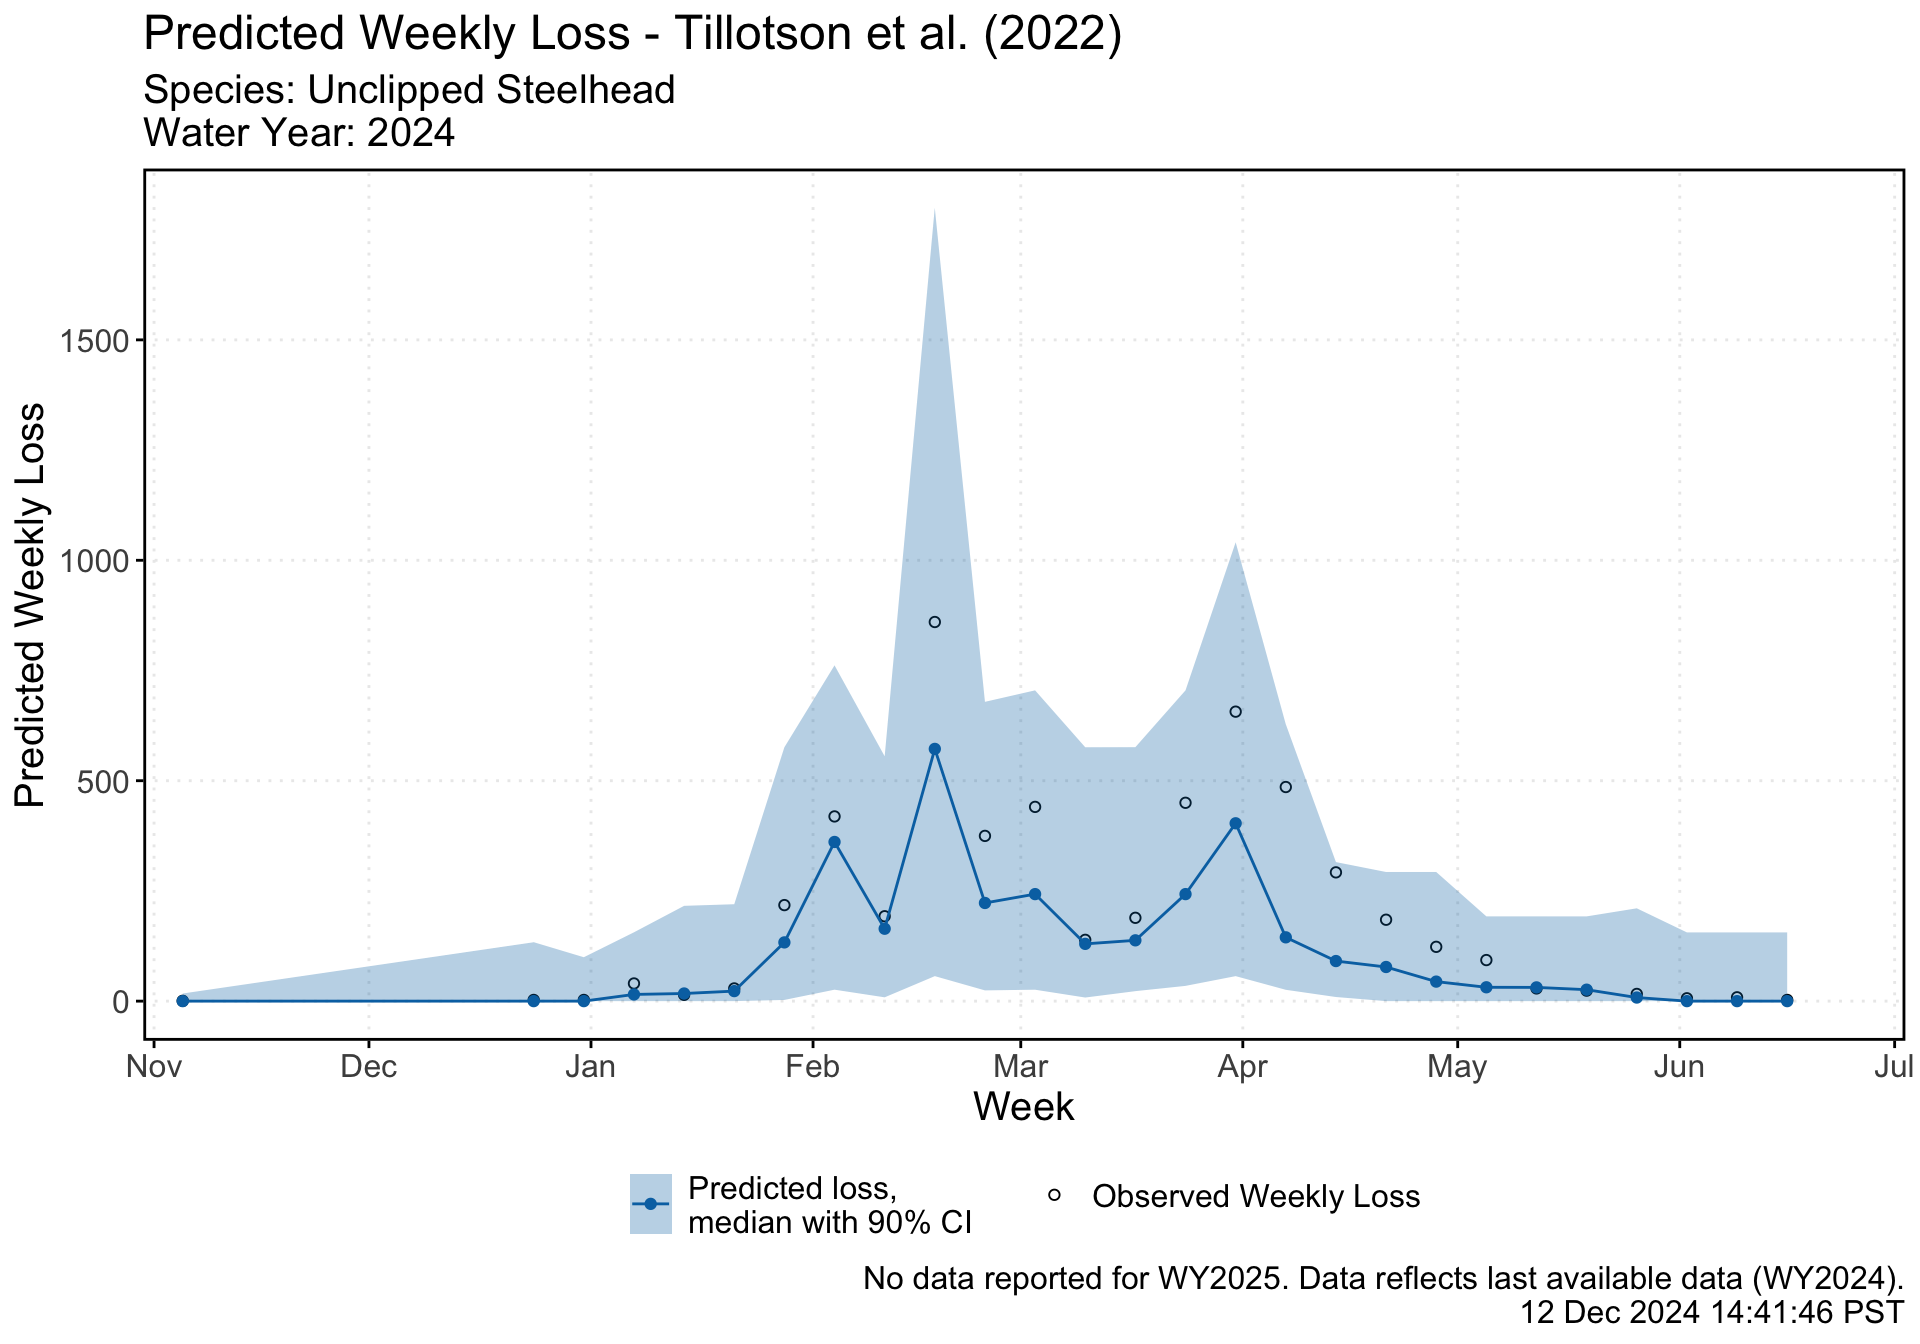 Predicted Weekly Loss - Tillotson et al. (2022)
Species: Unclipped Steelhead
Water Year: 2024
Predicted Weekly Loss
1500
1000
500
0
Nov
Dec
Jan
Feb
Mar
Apr
May
Jun
Jul
Week
Predicted loss,
median with 90% CI
Observed Weekly Loss
No data reported for WY2025. Data reflects last available data (WY2024).
12 Dec 2024 14:41:46 PST